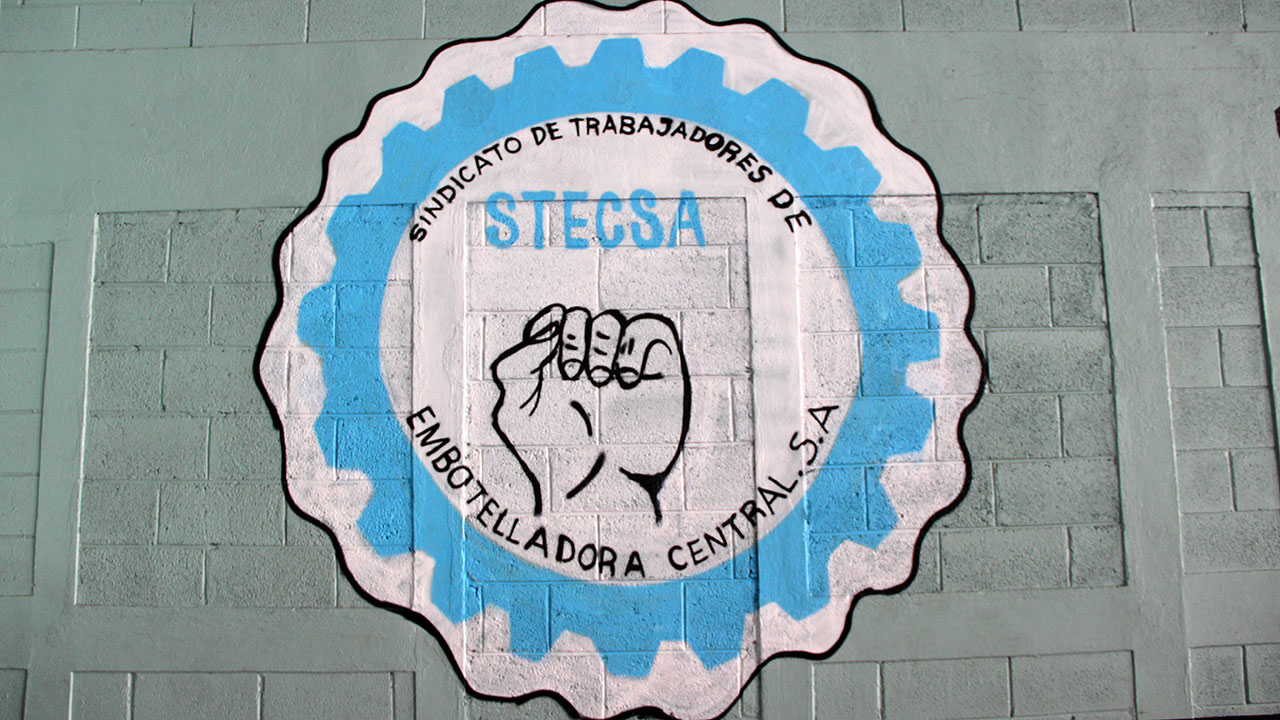 SINDICATO DE TRABAJADORES DE
STECSA
EMBOTELLADORA CENTRAL.S.A